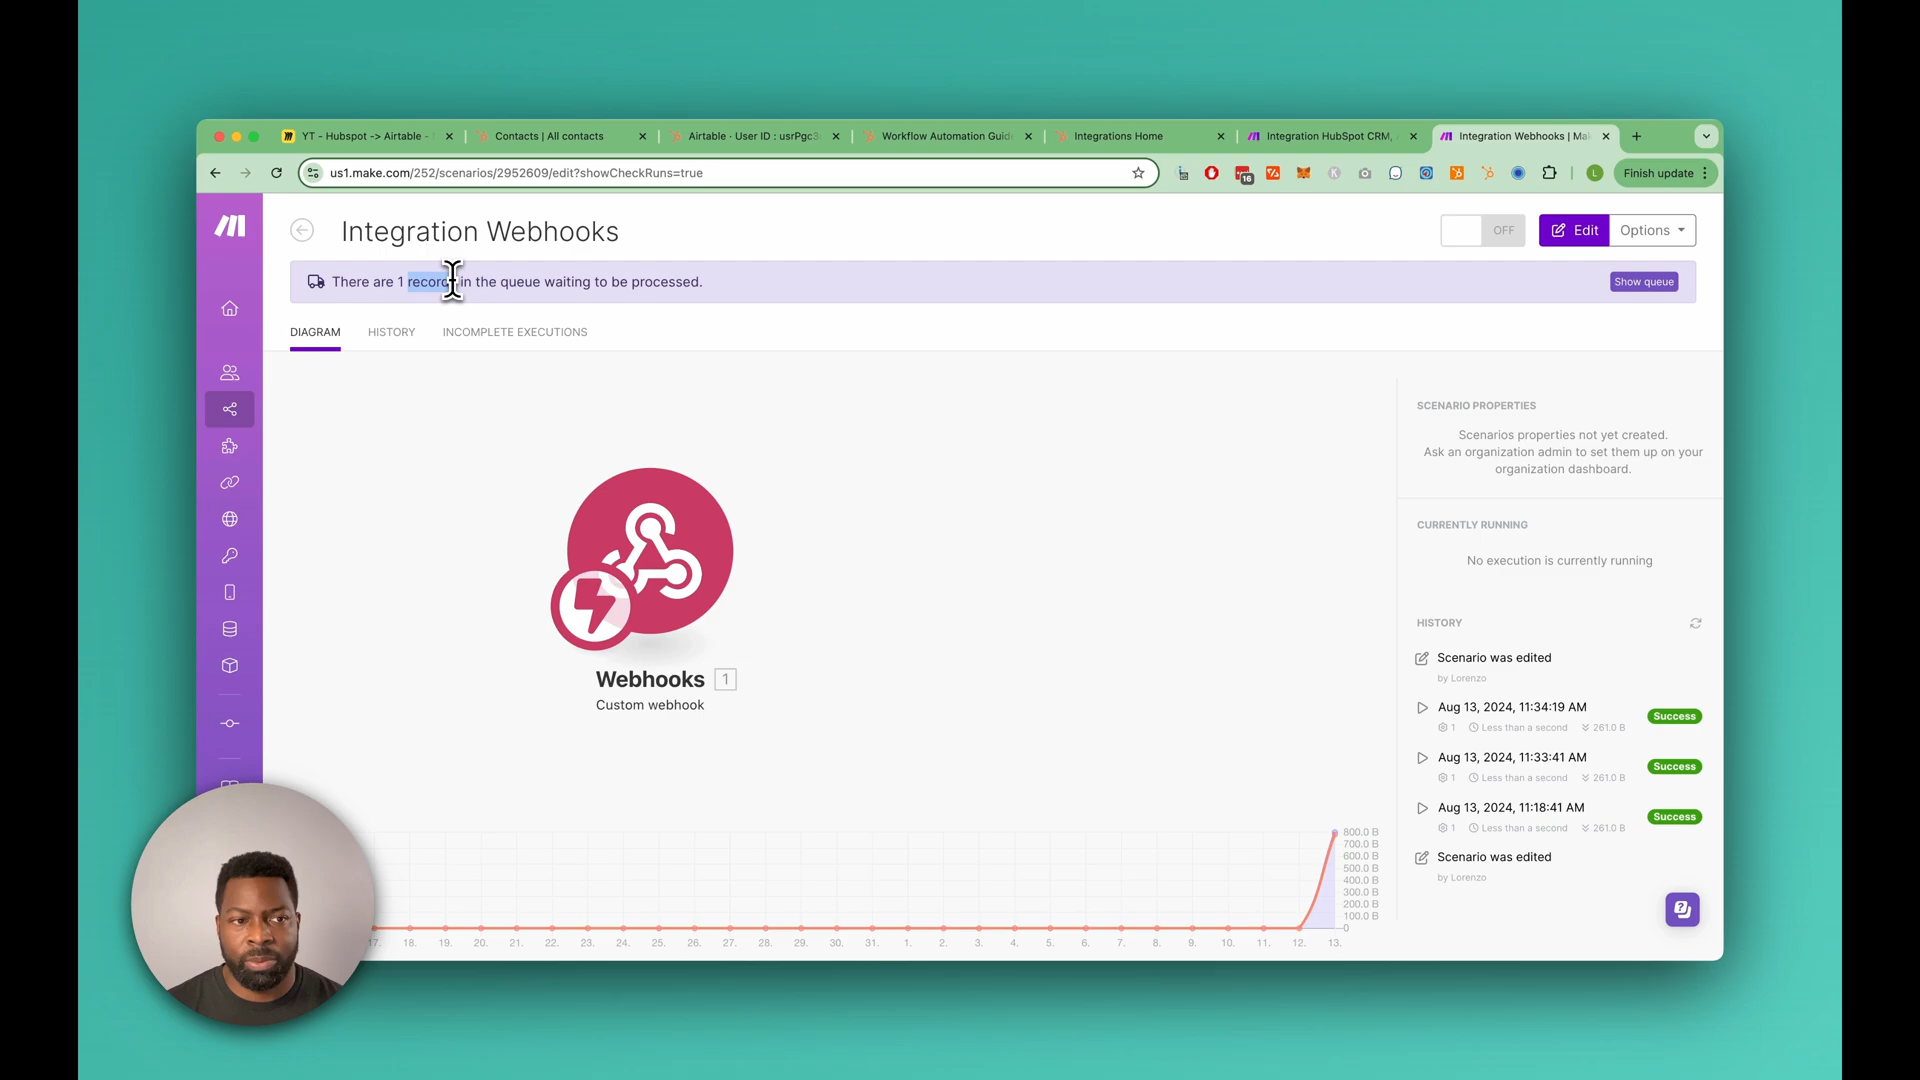 YT - Hubspot -> Airtable -
Contacts | All contacts
Airtable · User ID : usrPgc3
Workflow Automation Guide
Integrations Home
Integration HubSpot CRM,
Integration Webhooks | Mak
us1.make.com/252/scenarios/2952609/edit?showCheckRuns=true
16
L
Finish update
Integration Webhooks
OFF
Edit
Options
There are 1 records in the queue waiting to be processed.
Show queue
DIAGRAM
HISTORY
INCOMPLETE EXECUTIONS
SCENARIO PROPERTIES
Scenarios properties not yet created.
Ask an organization admin to set them up on your
organization dashboard.
CURRENTLY RUNNING
No execution is currently running
HISTORY
Scenario was edited
by Lorenzo
Aug 13, 2024, 11:34:19 AM
1 Less than a second 261.0 B
Success
Aug 13, 2024, 11:33:41 AM
1 Less than a second 261.0 B
Success
Aug 13, 2024, 11:18:41 AM
1 Less than a second 261.0 B
Success
Scenario was edited
by Lorenzo
Webhooks 1
Custom webhook
800.0 B
700.0 B
600.0 B
500.0 B
400.0 B
300.0 B
200.0 B
100.0 B
0
17. 18. 19. 20. 21. 22. 23. 24. 25. 26. 27. 28. 29. 30. 31. 1. 2. 3. 4. 5. 6. 7. 8. 9. 10. 11. 12. 13.